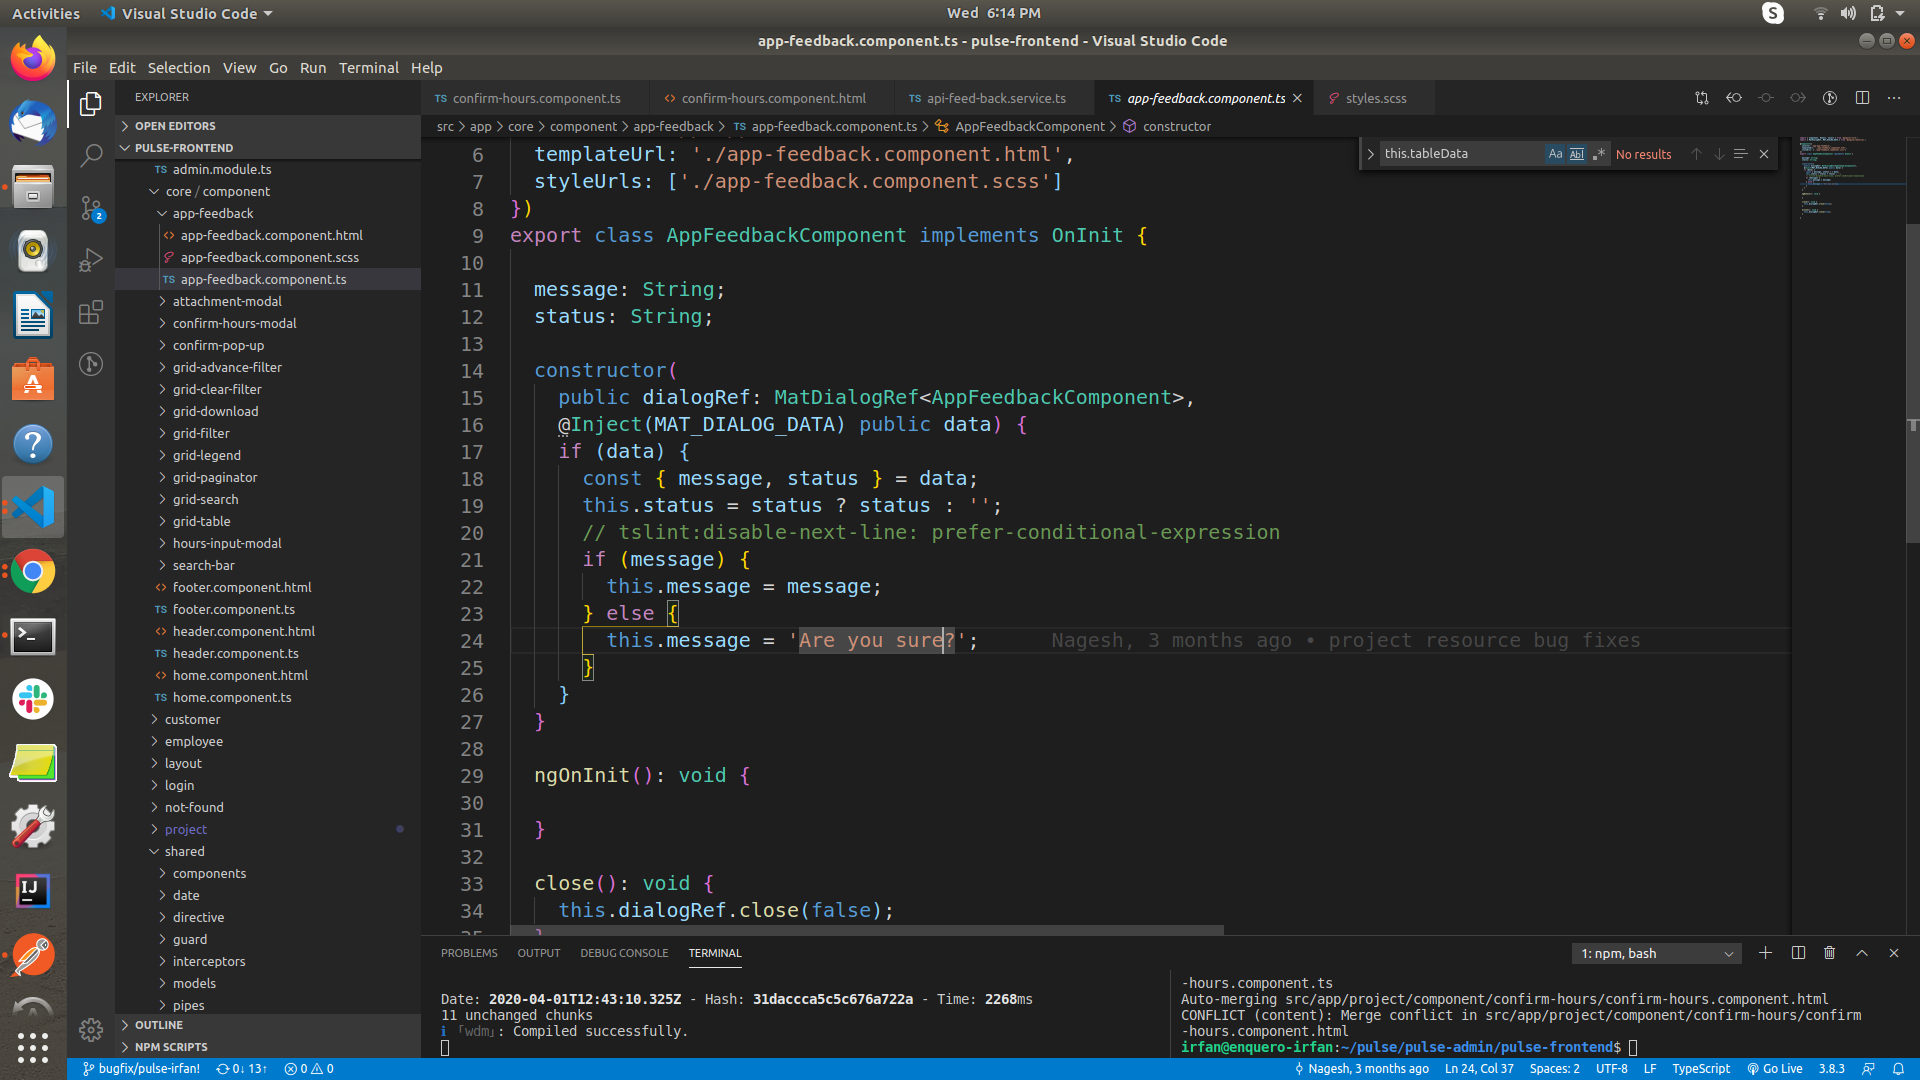 Activities
Visual Studio Code
Wed 6:14 PM
S
app-feedback.component.ts - pulse-frontend - Visual Studio Code
File Edit Selection View Go Run Terminal Help
EXPLORER
OPEN EDITORS
PULSE-FRONTEND
TS admin.module.ts
core / component
app-feedback
<> app-feedback.component.html
app-feedback.component.scss
TS app-feedback.component.ts
attachment-modal
confirm-hours-modal
confirm-pop-up
grid-advance-filter
grid-clear-filter
grid-download
grid-filter
grid-legend
grid-paginator
grid-search
grid-table
hours-input-modal
search-bar
<> footer.component.html
TS footer.component.ts
<> header.component.html
TS header.component.ts
<> home.component.html
TS home.component.ts
customer
employee
layout
login
not-found
project
shared
components
date
directive
guard
interceptors
models
pipes
OUTLINE
NPM SCRIPTS
2
IJ
TS confirm-hours.component.ts
<> confirm-hours.component.html
TS api-feed-back.service.ts
TS app-feedback.component.ts
styles.scss
src > app > core > component > app-feedback > TS app-feedback.component.ts > AppFeedbackComponent > constructor
this.tableData Aa Abl .* No results
6 templateUrl: './app-feedback.component.html',
7 styleUrls: ['./app-feedback.component.scss']
8 })
9 export class AppFeedbackComponent implements OnInit {
10
11 message: String;
12 status: String;
13
14 constructor(
15 public dialogRef: MatDialogRef<AppFeedbackComponent>,
16 @Inject(MAT_DIALOG_DATA) public data) {
17 if (data) {
18 const { message, status } = data;
19 this.status = status ? status : '';
20 // tslint:disable-next-line: prefer-conditional-expression
21 if (message) {
22 this.message = message;
23 } else {
24 this.message = 'Are you sure?'; Nagesh, 3 months ago • project resource bug fixes
25 }
26 }
27 }
28
29 ngOnInit(): void {
30
31 }
32
33 close(): void {
34 this.dialogRef.close(false);
35 }
PROBLEMS OUTPUT DEBUG CONSOLE TERMINAL
1: npm, bash
Date: 2020-04-01T12:43:10.325Z - Hash: 31daccca5c5c676a722a - Time: 2268ms
11 unchanged chunks
ℹ ｢wdm｣: Compiled successfully.
-hours.component.ts
Auto-merging src/app/project/component/confirm-hours/confirm-hours.component.html
CONFLICT (content): Merge conflict in src/app/project/component/confirm-hours/confirm
-hours.component.html
irfan@enquero-irfan:~/pulse/pulse-admin/pulse-frontend$
bugfix/pulse-irfan! 0↓ 13↑ 0 0
Nagesh, 3 months ago Ln 24, Col 37 Spaces: 2 UTF-8 LF TypeScript Go Live 3.8.3